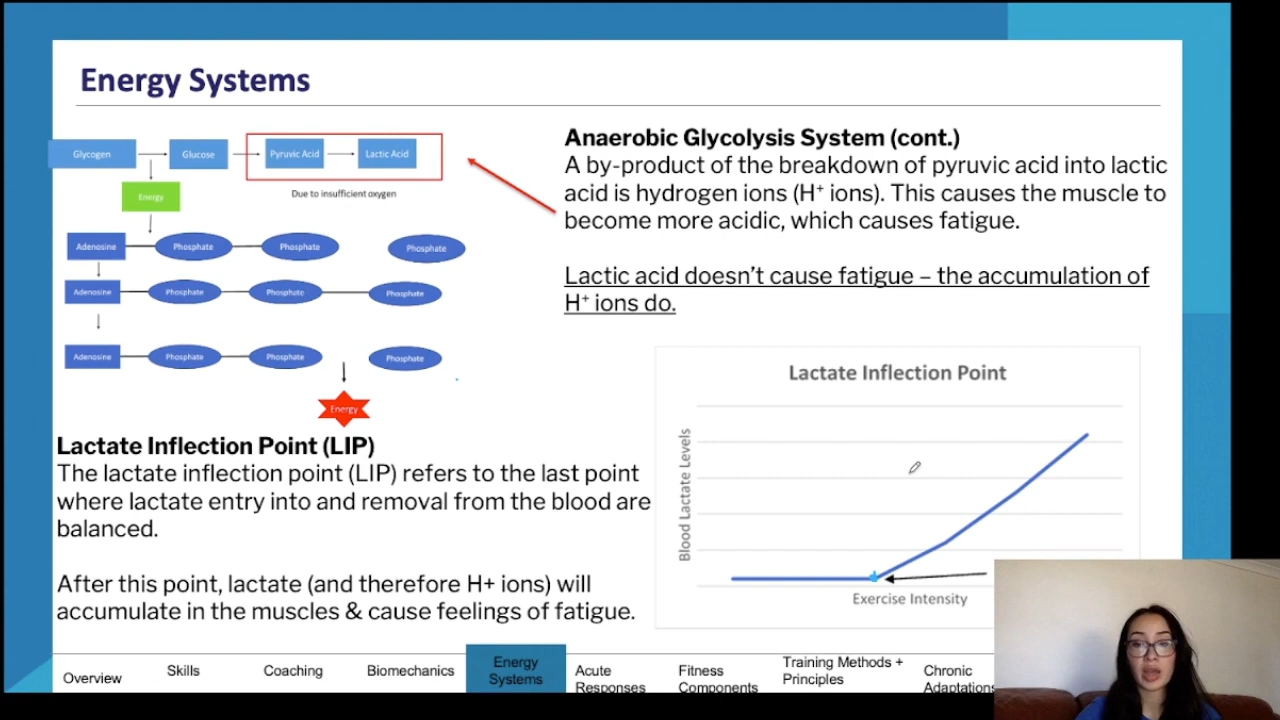 Energy Systems
Glycogen
Glucose
Pyruvic Acid
Lactic Acid
Due to insufficient oxygen
Energy
Adenosine
Phosphate
Phosphate
Phosphate
Adenosine
Phosphate
Phosphate
Phosphate
Adenosine
Phosphate
Phosphate
Phosphate
Energy
Anaerobic Glycolysis System (cont.)
A by-product of the breakdown of pyruvic acid into lactic
acid is hydrogen ions (H⁺ ions). This causes the muscle to
become more acidic, which causes fatigue.
Lactic acid doesn’t cause fatigue – the accumulation of
H⁺ ions do.
Lactate Inflection Point (LIP)
The lactate inflection point (LIP) refers to the last point
where lactate entry into and removal from the blood are
balanced.
After this point, lactate (and therefore H+ ions) will
accumulate in the muscles & cause feelings of fatigue.
Lactate Inflection Point
Blood Lactate Levels
Exercise Intensity
Overview
Skills
Coaching
Biomechanics
Energy
Systems
Acute
Responses
Fitness
Components
Training Methods +
Principles
Chronic
Adaptations